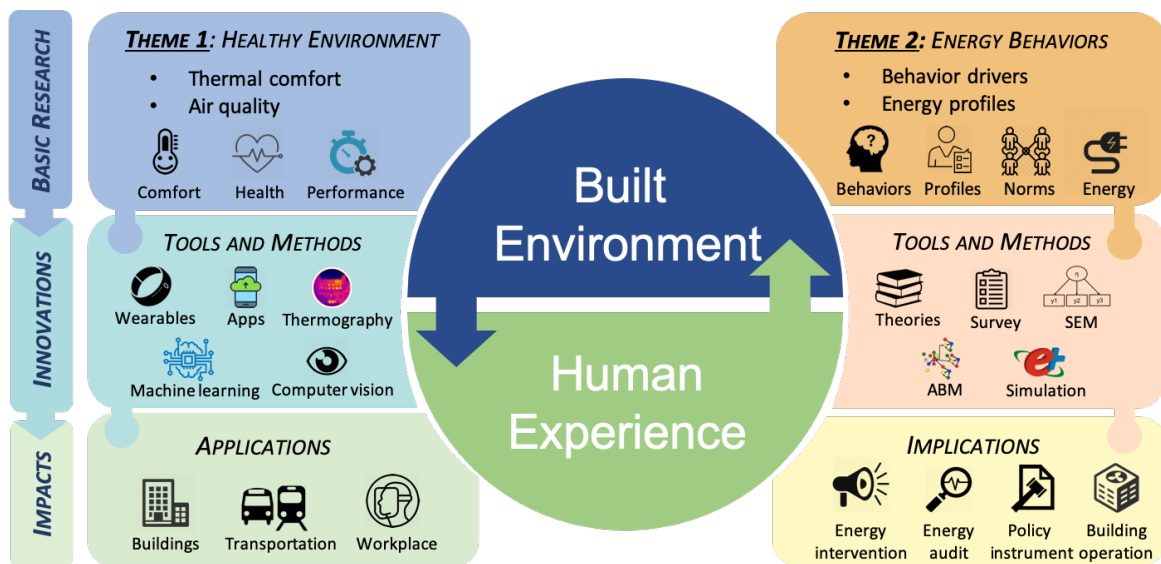 BASIC RESEARCH
INNOVATIONS
IMPACTS
THEME 1: HEALTHY ENVIRONMENT
• Thermal comfort
• Air quality
Comfort Health Performance
TOOLS AND METHODS
Wearables Apps Thermography
Machine learning Computer vision
APPLICATIONS
Buildings Transportation Workplace
Built
Environment
Human
Experience
THEME 2: ENERGY BEHAVIORS
• Behavior drivers
• Energy profiles
?
Behaviors Profiles Norms Energy
TOOLS AND METHODS
η
y1 y2 y3
Theories Survey SEM
e+
ABM Simulation
IMPLICATIONS
Energy intervention
Energy audit
Policy instrument
Building operation